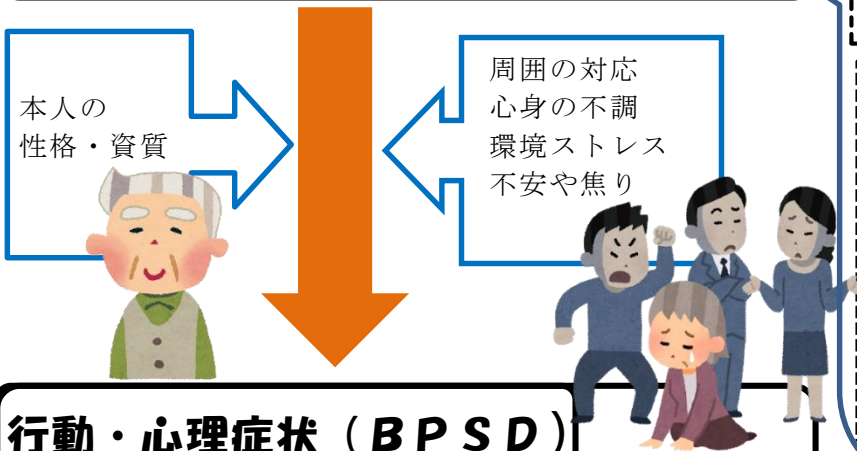 本人の
性格・資質
周囲の対応
心身の不調
環境ストレス
不安や焦り
行動・心理症状（ＢＰＳＤ）